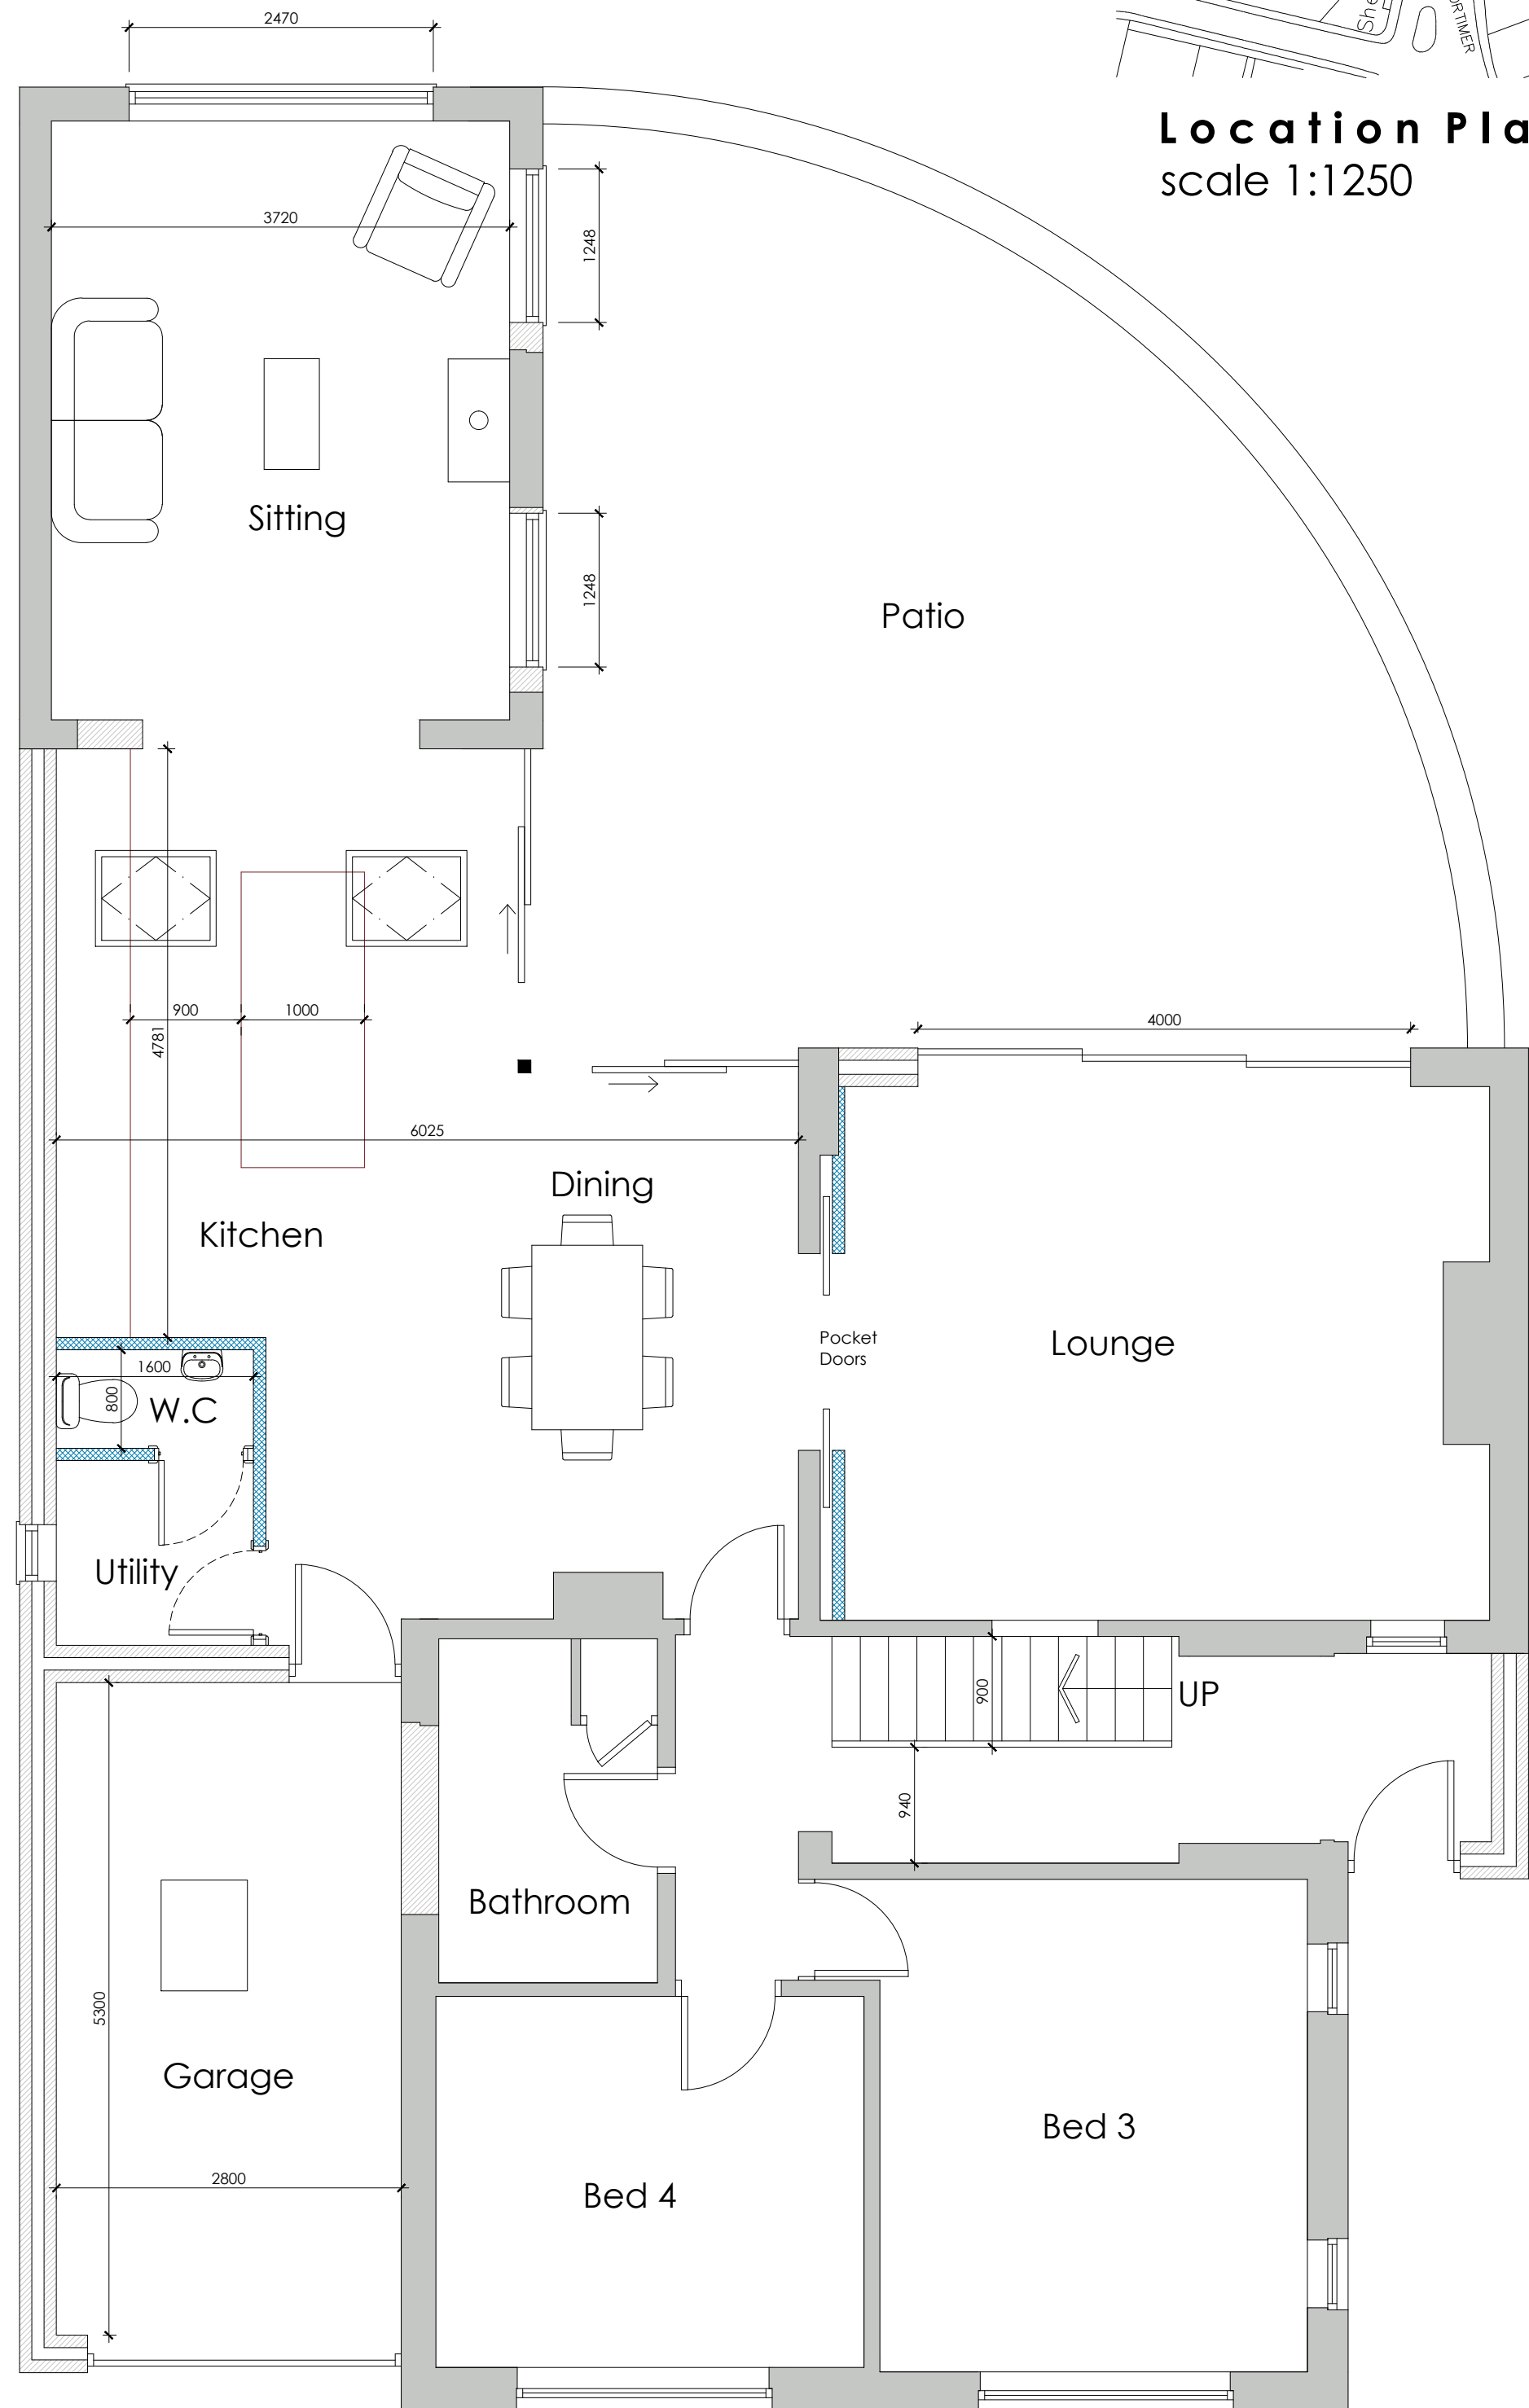 2470
ORTIMER
Location Pla
scale 1:1250
3720
1248
Sitting
1248
Patio
900
1000
4781
4000
6025
Dining
Kitchen
Pocket
Doors
Lounge
1600
800
W.C
Utility
900
UP
940
Bathroom
5300
Garage
Bed 3
2800
Bed 4